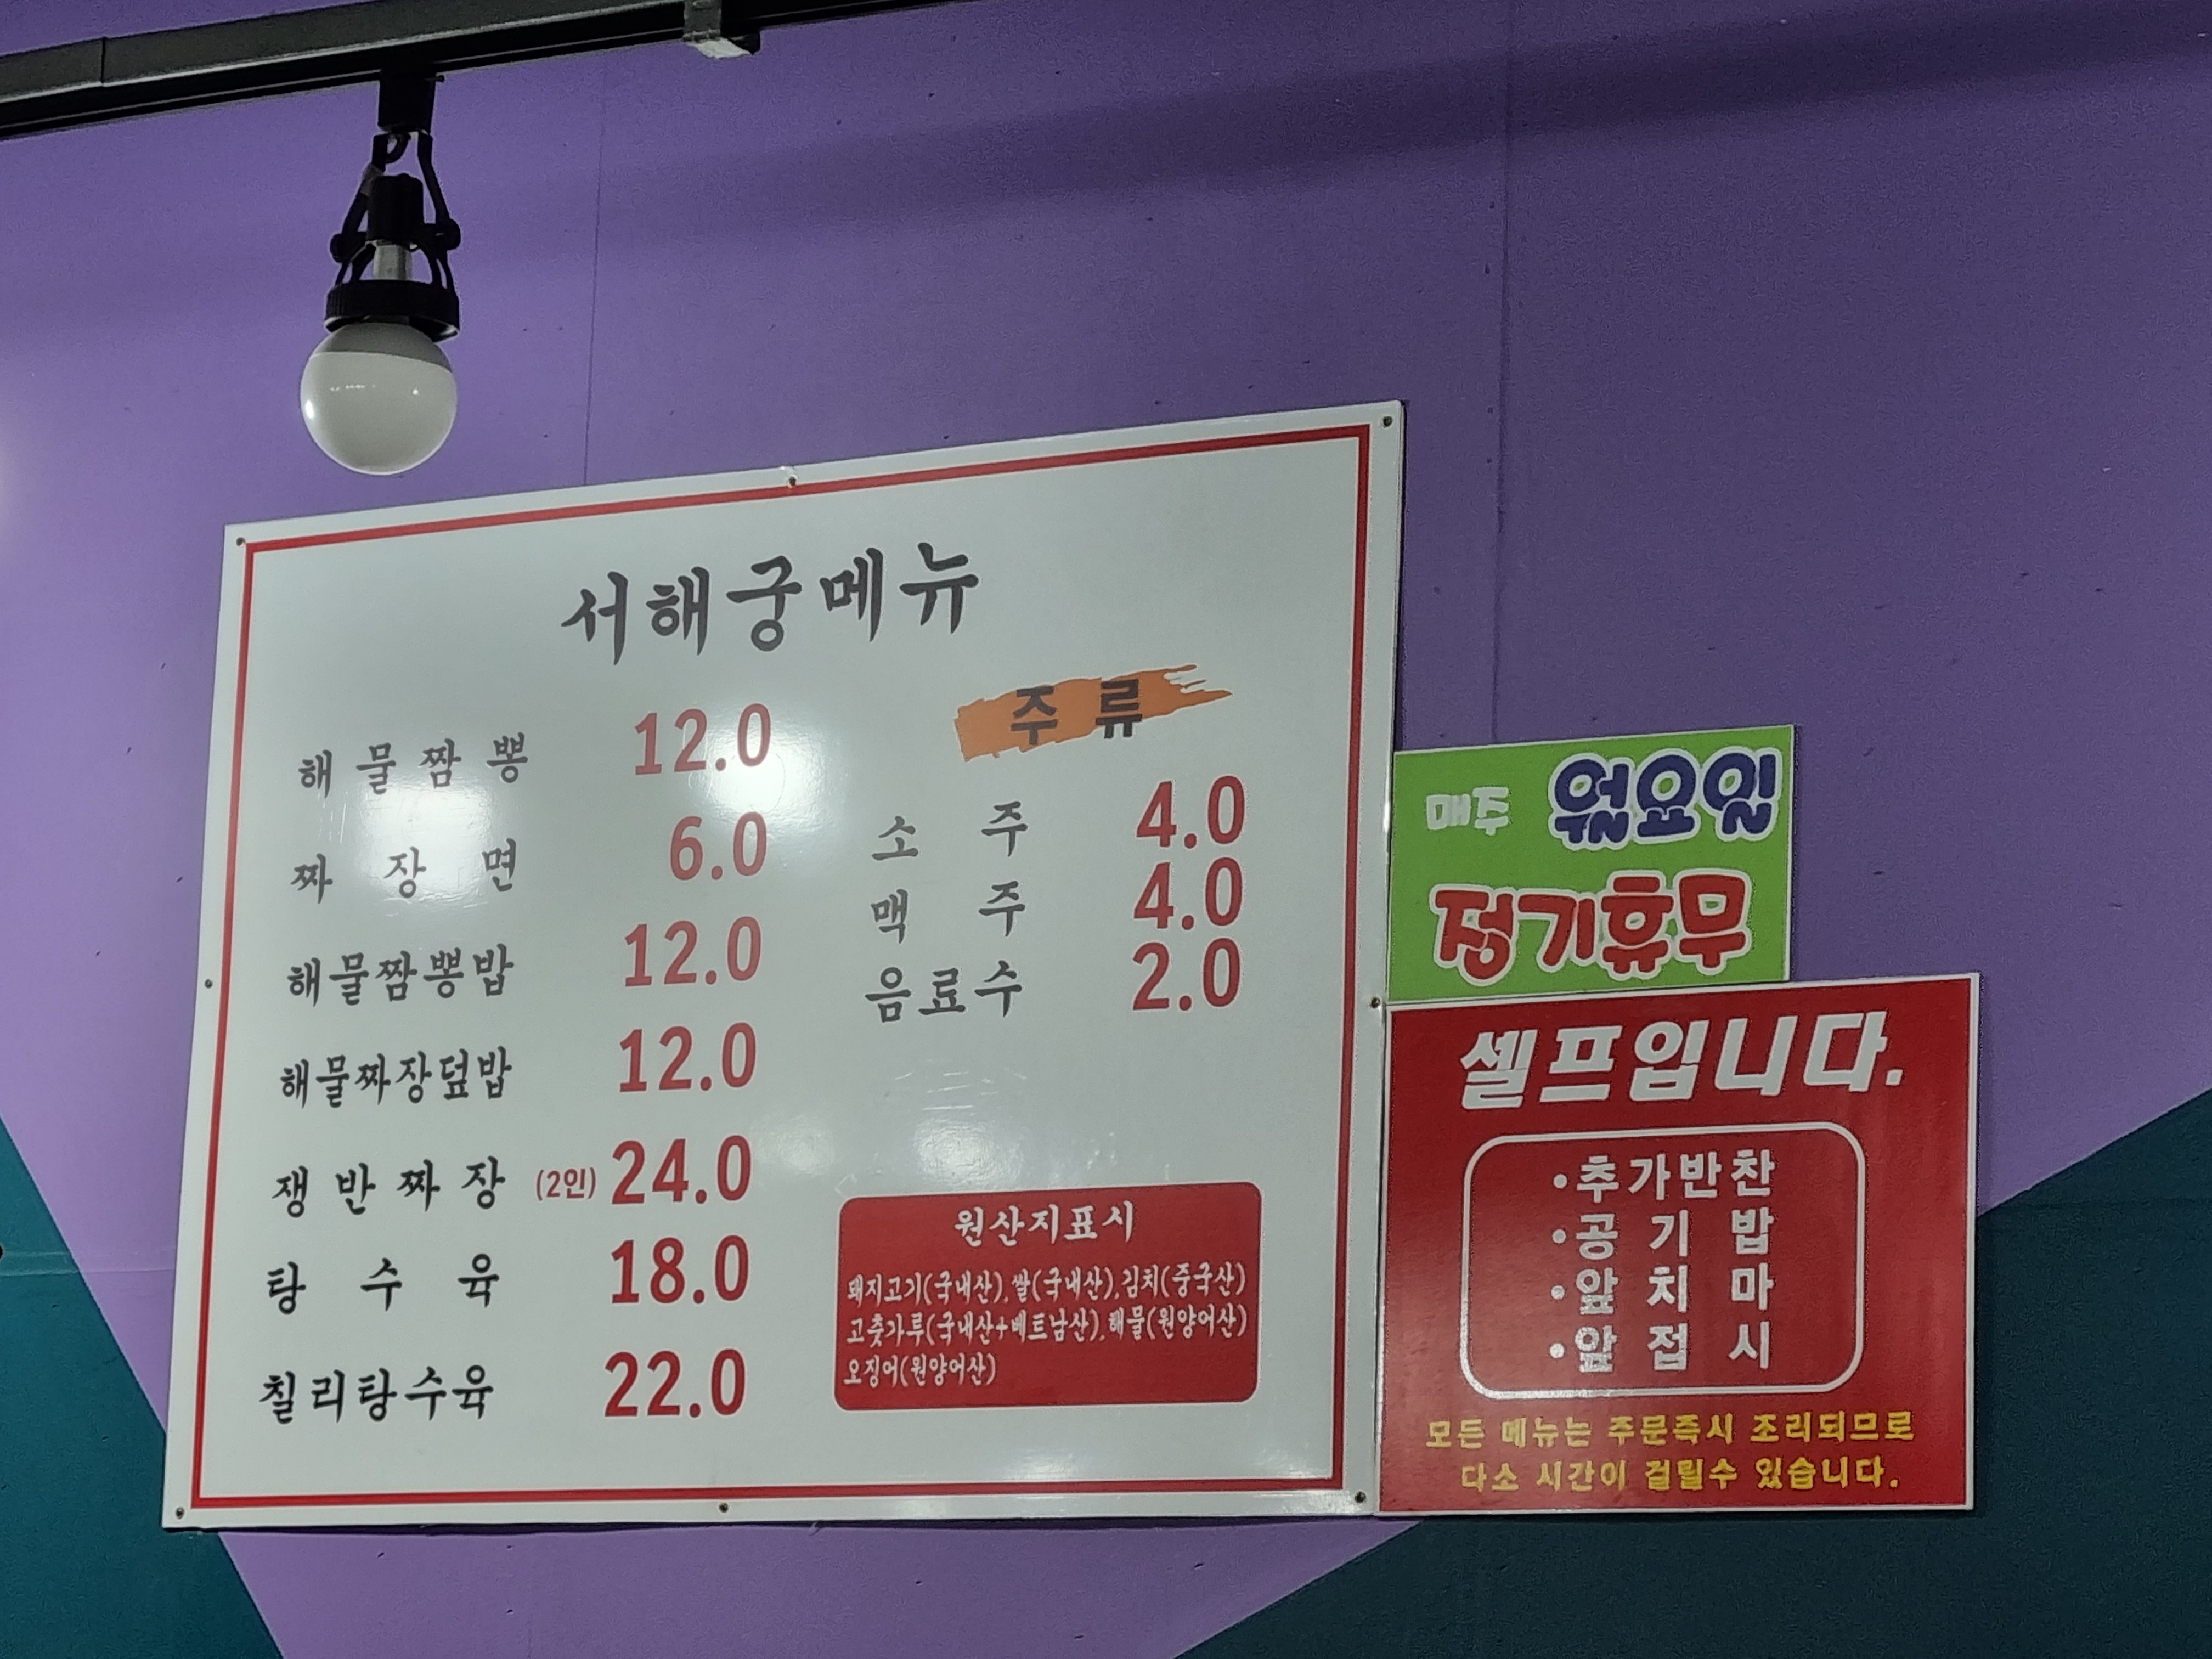 서해궁메뉴
해물짬뽕 12.0
짜장면 6.0
해물짬뽕밥 12.0
해물짜장덮밥 12.0
쟁반짜장 (2인) 24.0
탕수육 18.0
칠리탕수육 22.0
주류
소주 4.0
맥주 4.0
음료수 2.0
원산지표시
돼지고기(국내산),쌀(국내산),김치(중국산)
고춧가루(국내산+베트남산),해물(원양어산)
오징어(원양어산)
매주 월요일
정기휴무
셀프입니다.
•추가반찬
•공기밥
•앞치마
•앞접시
모든 메뉴는 주문즉시 조리되므로
다소 시간이 걸릴수 있습니다.